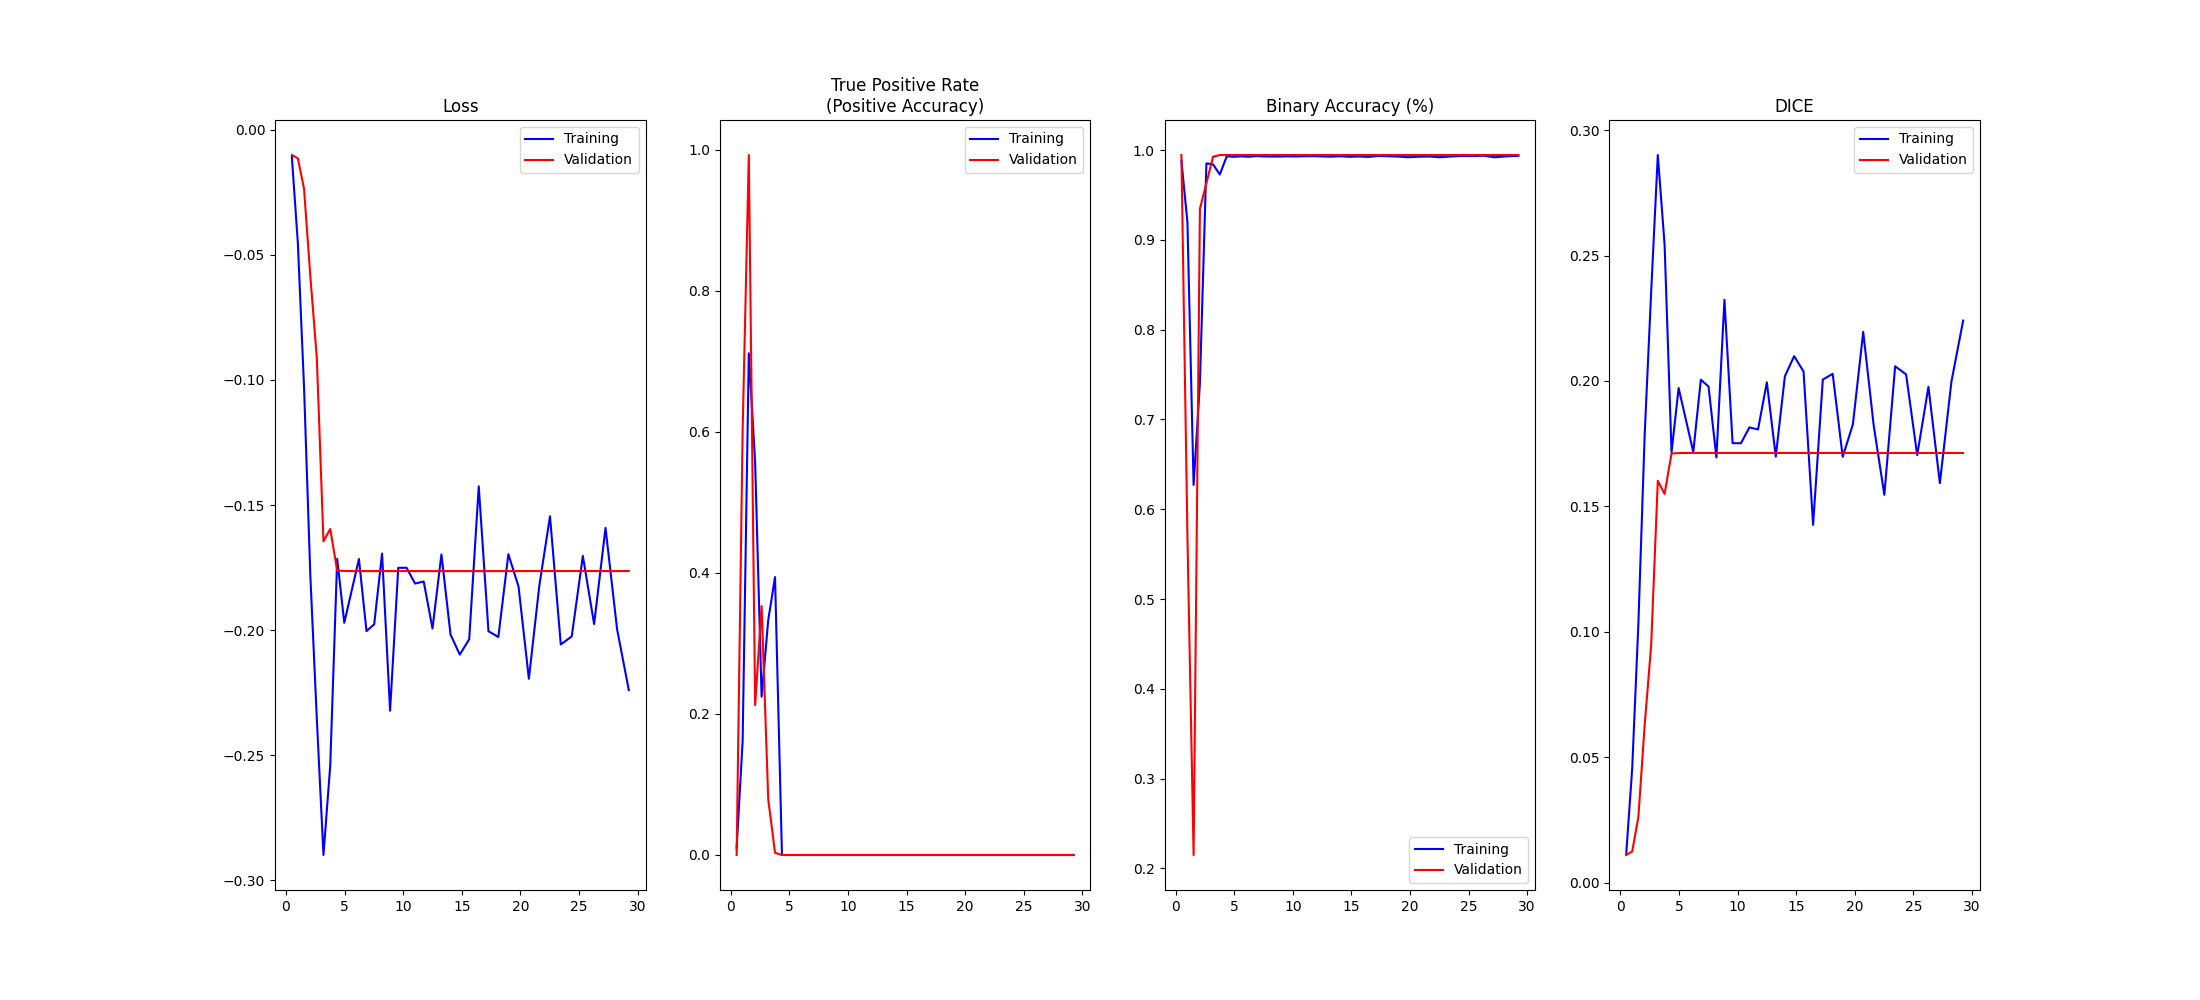 Loss
0.00
−0.05
−0.10
−0.15
−0.20
−0.25
−0.30
0 5 10 15 20 25 30
Training
Validation
True Positive Rate
(Positive Accuracy)
1.0
0.8
0.6
0.4
0.2
0.0
0 5 10 15 20 25 30
Training
Validation
Binary Accuracy (%)
1.0
0.9
0.8
0.7
0.6
0.5
0.4
0.3
0.2
0 5 10 15 20 25 30
Training
Validation
DICE
0.30
0.25
0.20
0.15
0.10
0.05
0.00
0 5 10 15 20 25 30
Training
Validation